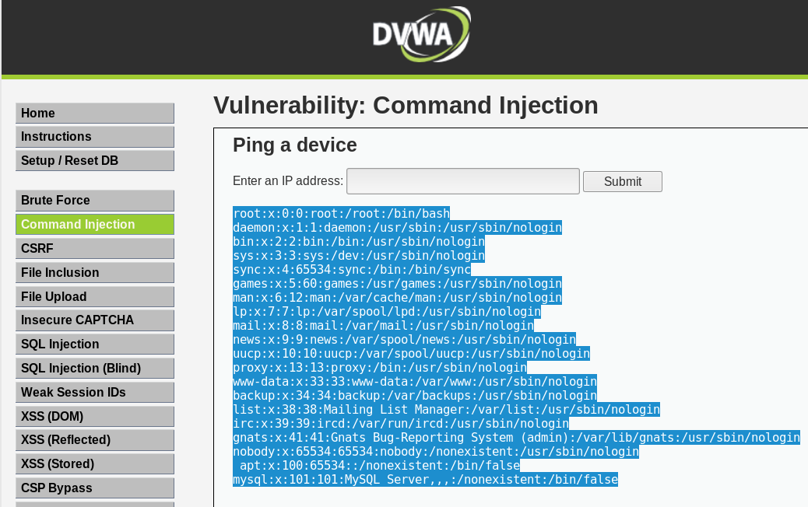 DVWA
Home
Instructions
Setup / Reset DB
Brute Force
Command Injection
CSRF
File Inclusion
File Upload
Insecure CAPTCHA
SQL Injection
SQL Injection (Blind)
Weak Session IDs
XSS (DOM)
XSS (Reflected)
XSS (Stored)
CSP Bypass
Vulnerability: Command Injection
Ping a device
Enter an IP address: Submit
root:x:0:0:root:/root:/bin/bash
daemon:x:1:1:daemon:/usr/sbin:/usr/sbin/nologin
bin:x:2:2:bin:/bin:/usr/sbin/nologin
sys:x:3:3:sys:/dev:/usr/sbin/nologin
sync:x:4:65534:sync:/bin:/bin/sync
games:x:5:60:games:/usr/games:/usr/sbin/nologin
man:x:6:12:man:/var/cache/man:/usr/sbin/nologin
lp:x:7:7:lp:/var/spool/lpd:/usr/sbin/nologin
mail:x:8:8:mail:/var/mail:/usr/sbin/nologin
news:x:9:9:news:/var/spool/news:/usr/sbin/nologin
uucp:x:10:10:uucp:/var/spool/uucp:/usr/sbin/nologin
proxy:x:13:13:proxy:/bin:/usr/sbin/nologin
www-data:x:33:33:www-data:/var/www:/usr/sbin/nologin
backup:x:34:34:backup:/var/backups:/usr/sbin/nologin
list:x:38:38:Mailing List Manager:/var/list:/usr/sbin/nologin
irc:x:39:39:ircd:/var/run/ircd:/usr/sbin/nologin
gnats:x:41:41:Gnats Bug-Reporting System (admin):/var/lib/gnats:/usr/sbin/nologin
nobody:x:65534:65534:nobody:/nonexistent:/usr/sbin/nologin
apt:x:100:65534::/nonexistent:/bin/false
mysql:x:101:101:MySQL Server,,,:/nonexistent:/bin/false